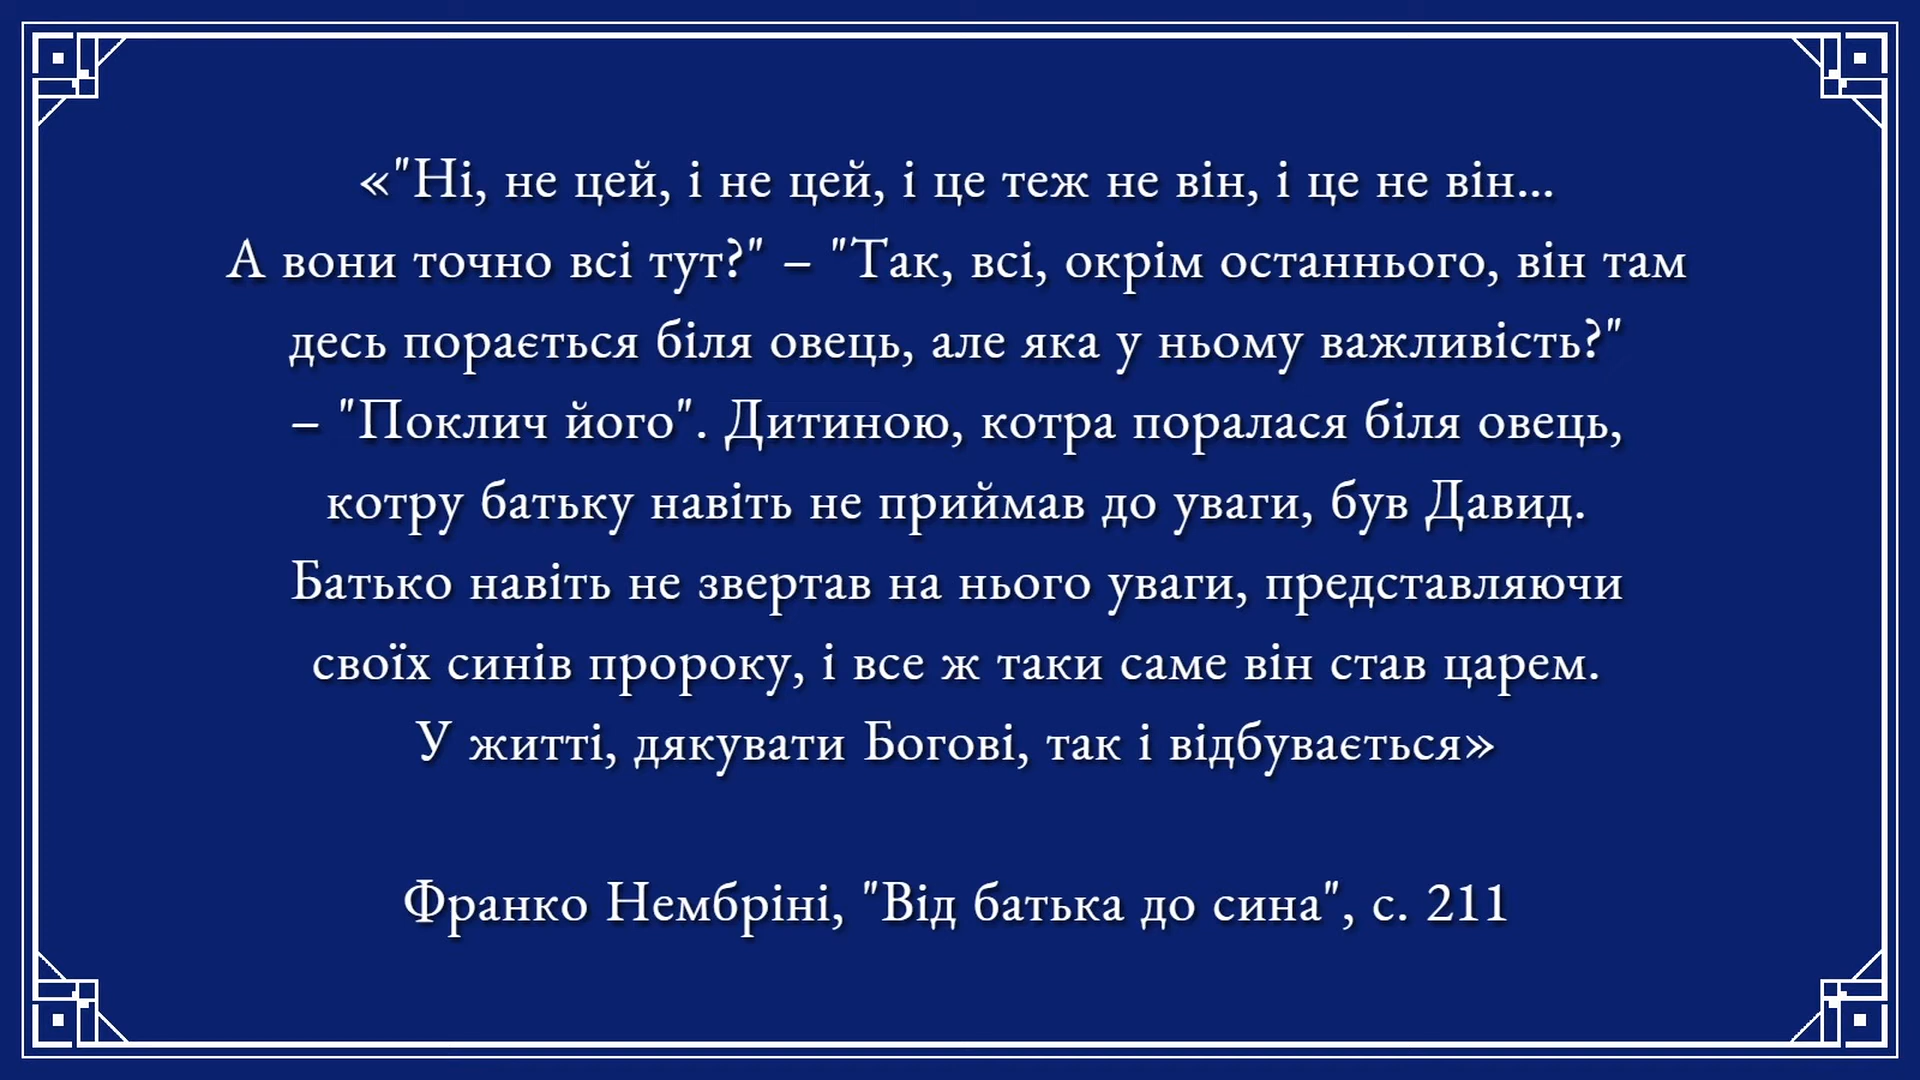 «"Ні, не цей, і не цей, і це теж не він, і це не він...
А вони точно всі тут?" – "Так, всі, окрім останнього, він там
десь порається біля овець, але яка у ньому важливість?"
– "Поклич його". Дитиною, котра поралася біля овець,
котру батьку навіть не приймав до уваги, був Давид.
Батько навіть не звертав на нього уваги, представляючи
своїх синів пророку, і все ж таки саме він став царем.
У житті, дякувати Богові, так і відбувається»
Франко Нембріні, "Від батька до сина", с. 211